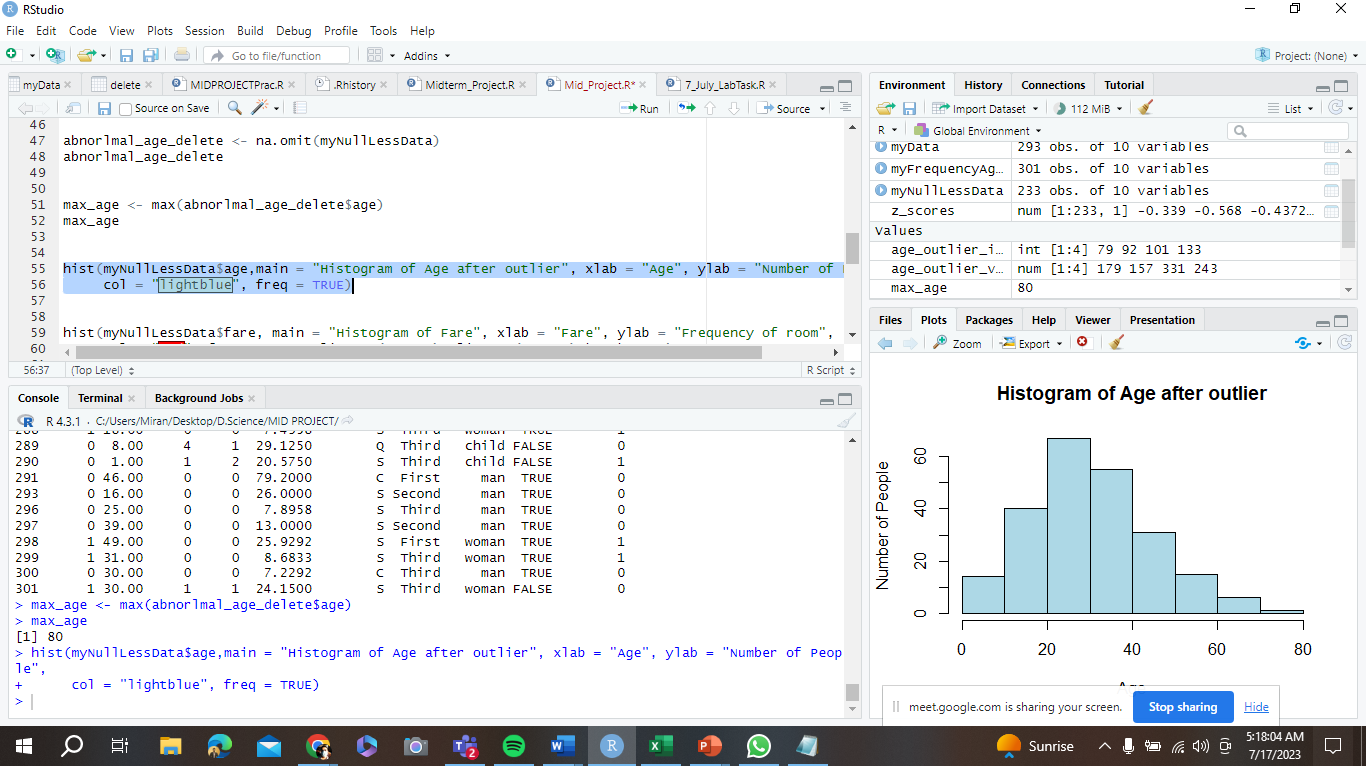 RStudio
File Edit Code View Plots Session Build Debug Profile Tools Help
Go to file/function Addins Project: (None)
myData delete MIDPROJECTPrac.R .Rhistory Midterm_Project.R Mid_Project.R* 7_July_LabTask.R
Source on Save Run Source
46
47 abnorlmal_age_delete <- na.omit(myNullLessData)
48 abnorlmal_age_delete
49
50
51 max_age <- max(abnorlmal_age_delete$age)
52 max_age
53
54
55 hist(myNullLessData$age,main = "Histogram of Age after outlier", xlab = "Age", ylab = "Number of
56 col = "lightblue", freq = TRUE)
57
58
59 hist(myNullLessData$fare, main = "Histogram of Fare", xlab = "Fare", ylab = "Frequency of room",
60
56:37 (Top Level) R Script
Console Terminal Background Jobs
R 4.3.1 · C:/Users/Miran/Desktop/D.Science/MID PROJECT/
289 0 8.00 4 1 29.1250 Q Third child FALSE 0
290 0 1.00 1 2 20.5750 S Third child FALSE 1
291 0 46.00 0 0 79.2000 C First man TRUE 0
293 0 16.00 0 0 26.0000 S Second man TRUE 0
296 0 25.00 0 0 7.8958 S Third man TRUE 0
297 0 39.00 0 0 13.0000 S Second man TRUE 0
298 1 49.00 0 0 25.9292 S First woman TRUE 1
299 1 31.00 0 0 8.6833 S Third woman TRUE 1
300 0 30.00 0 0 7.2292 C Third man TRUE 0
301 1 30.00 1 1 24.1500 S Third woman FALSE 0
> max_age <- max(abnorlmal_age_delete$age)
> max_age
[1] 80
> hist(myNullLessData$age,main = "Histogram of Age after outlier", xlab = "Age", ylab = "Number of Peop
le",
+ col = "lightblue", freq = TRUE)
>
Environment History Connections Tutorial
Import Dataset 112 MiB List
R Global Environment
myData 293 obs. of 10 variables
myFrequencyAg… 301 obs. of 10 variables
myNullLessData 233 obs. of 10 variables
z_scores num [1:233, 1] -0.339 -0.568 -0.4372…
Values
age_outlier_i… int [1:4] 79 92 101 133
age_outlier_v… num [1:4] 179 157 331 243
max_age 80
Files Plots Packages Help Viewer Presentation
Zoom Export
Histogram of Age after outlier
Number of People
60
40
20
0
0 20 40 60 80
meet.google.com is sharing your screen. Stop sharing Hide
Sunrise
5:18:04 AM
7/17/2023